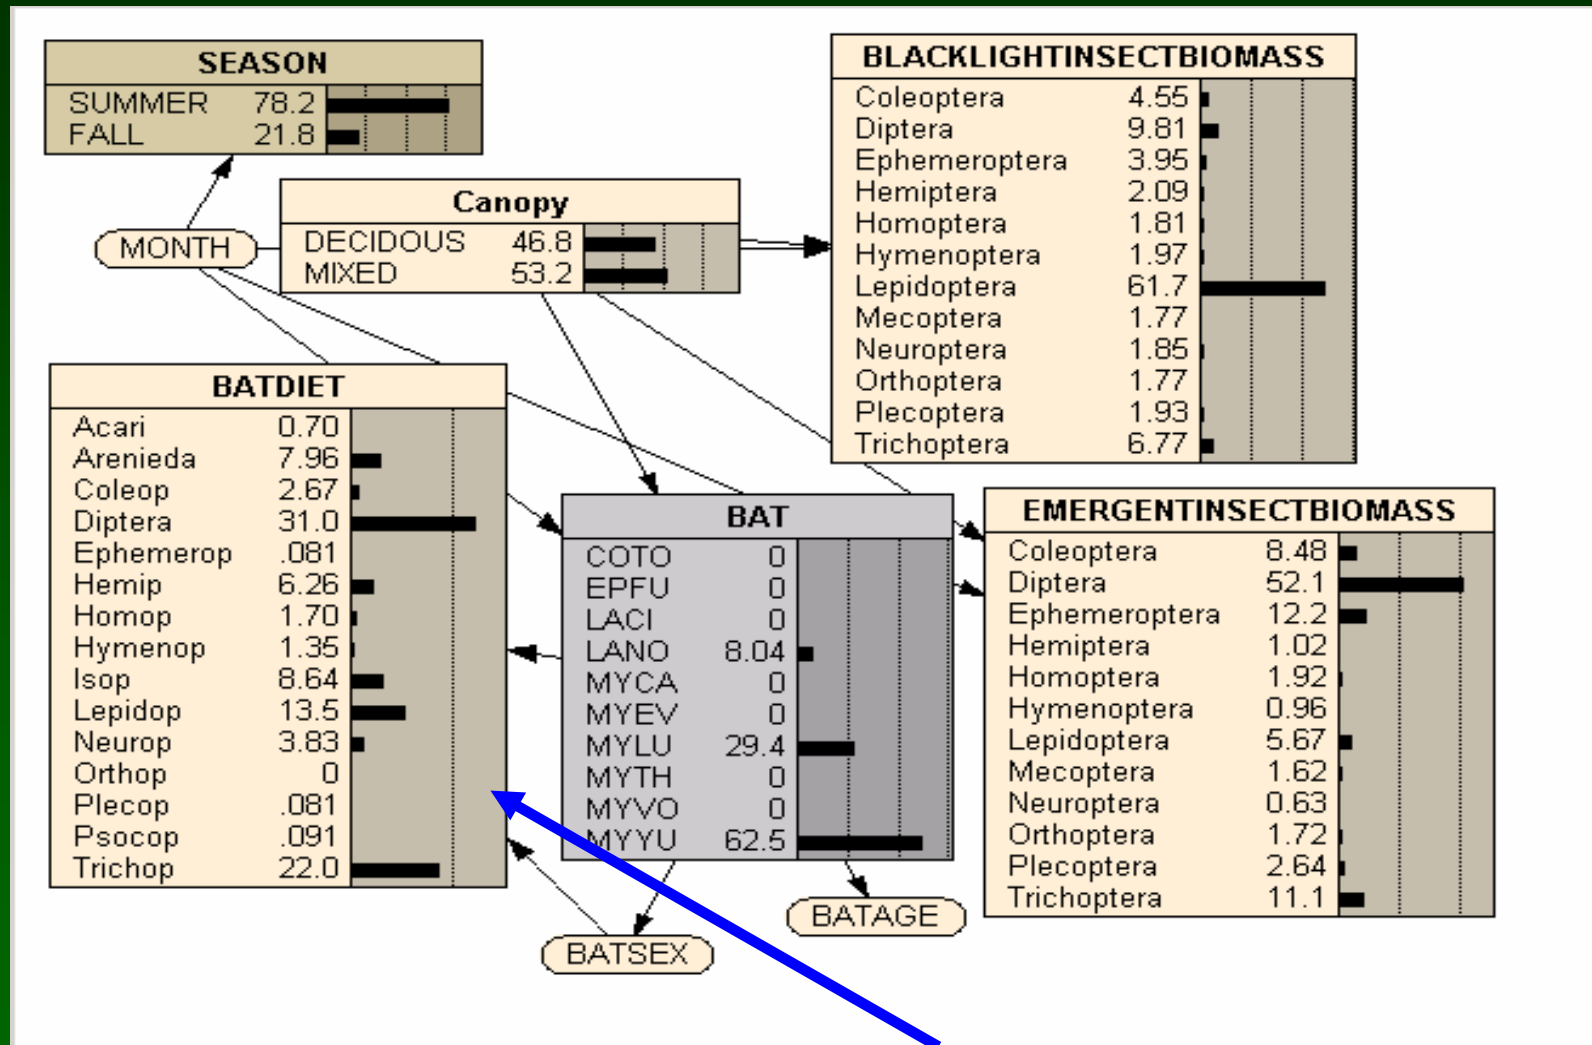 SEASON
SUMMER 78.2
FALL 21.8
MONTH
Canopy
DECIDOUS 46.8
MIXED 53.2
BLACKLIGHTINSECTBIOMASS
Coleoptera 4.55
Diptera 9.81
Ephemeroptera 3.95
Hemiptera 2.09
Homoptera 1.81
Hymenoptera 1.97
Lepidoptera 61.7
Mecoptera 1.77
Neuroptera 1.85
Orthoptera 1.77
Plecoptera 1.93
Trichoptera 6.77
BATDIET
Acari 0.70
Arenieda 7.96
Coleop 2.67
Diptera 31.0
Ephemerop .081
Hemip 6.26
Homop 1.70
Hymenop 1.35
Isop 8.64
Lepidop 13.5
Neurop 3.83
Orthop 0
Plecop .081
Psocop .091
Trichop 22.0
BAT
COTO 0
EPFU 0
LACI 0
LANO 8.04
MYCA 0
MYEV 0
MYLU 29.4
MYTH 0
MYVO 0
MYYU 62.5
EMERGENTINSECTBIOMASS
Coleoptera 8.48
Diptera 52.1
Ephemeroptera 12.2
Hemiptera 1.02
Homoptera 1.92
Hymenoptera 0.96
Lepidoptera 5.67
Mecoptera 1.62
Neuroptera 0.63
Orthoptera 1.72
Plecoptera 2.64
Trichoptera 11.1
BATAGE
BATSEX